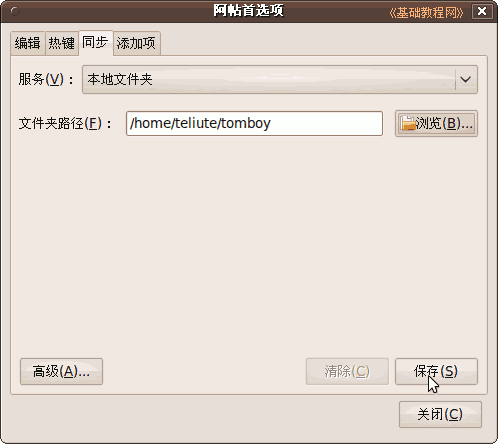 阿帖首选项
《基础教程网》
编辑 热键 同步 添加项
服务(V)： 本地文件夹
文件夹路径(F)： /home/teliute/tomboy 浏览(B)...
高级(A)... 清除(C) 保存(S)
关闭(C)